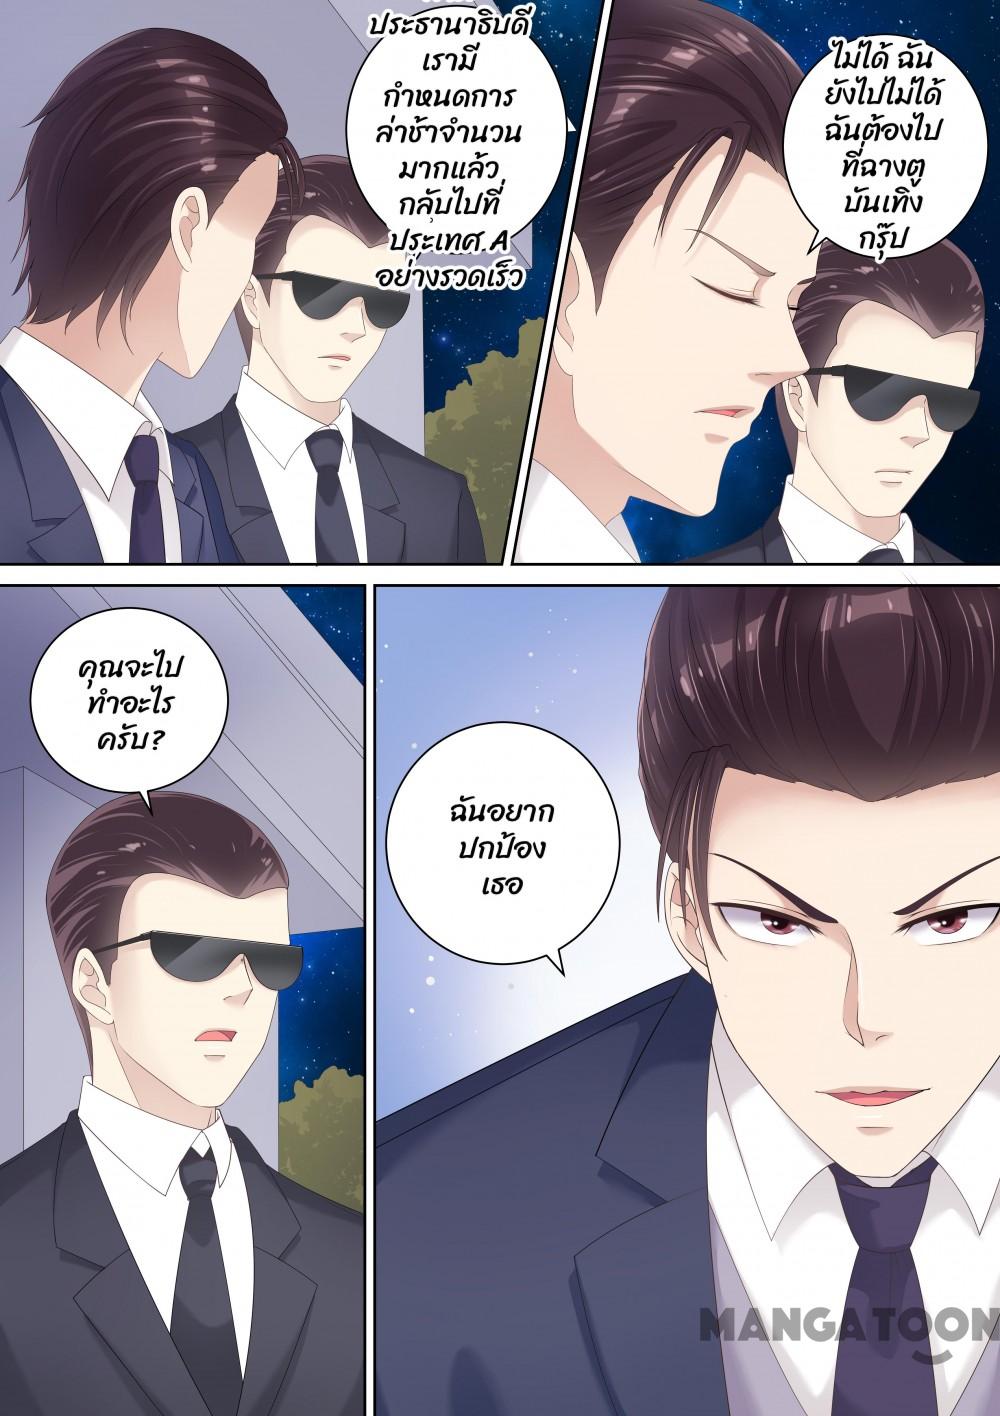 ประธานาธิบดี
เรามี
กำหนดการ
ล่าช้าจำนวน
มากแล้ว
กลับไปที่
ประเทศ.A
อย่างรวดเร็ว
ไม่ได้ ฉัน
ยังไปไม่ได้
ฉันต้องไป
ที่ฉางตู
บันเทิง
กรุ๊ป
คุณจะไป
ทำอะไร
ครับ?
ฉันอยาก
ปกป้อง
เธอ
MANGATOON